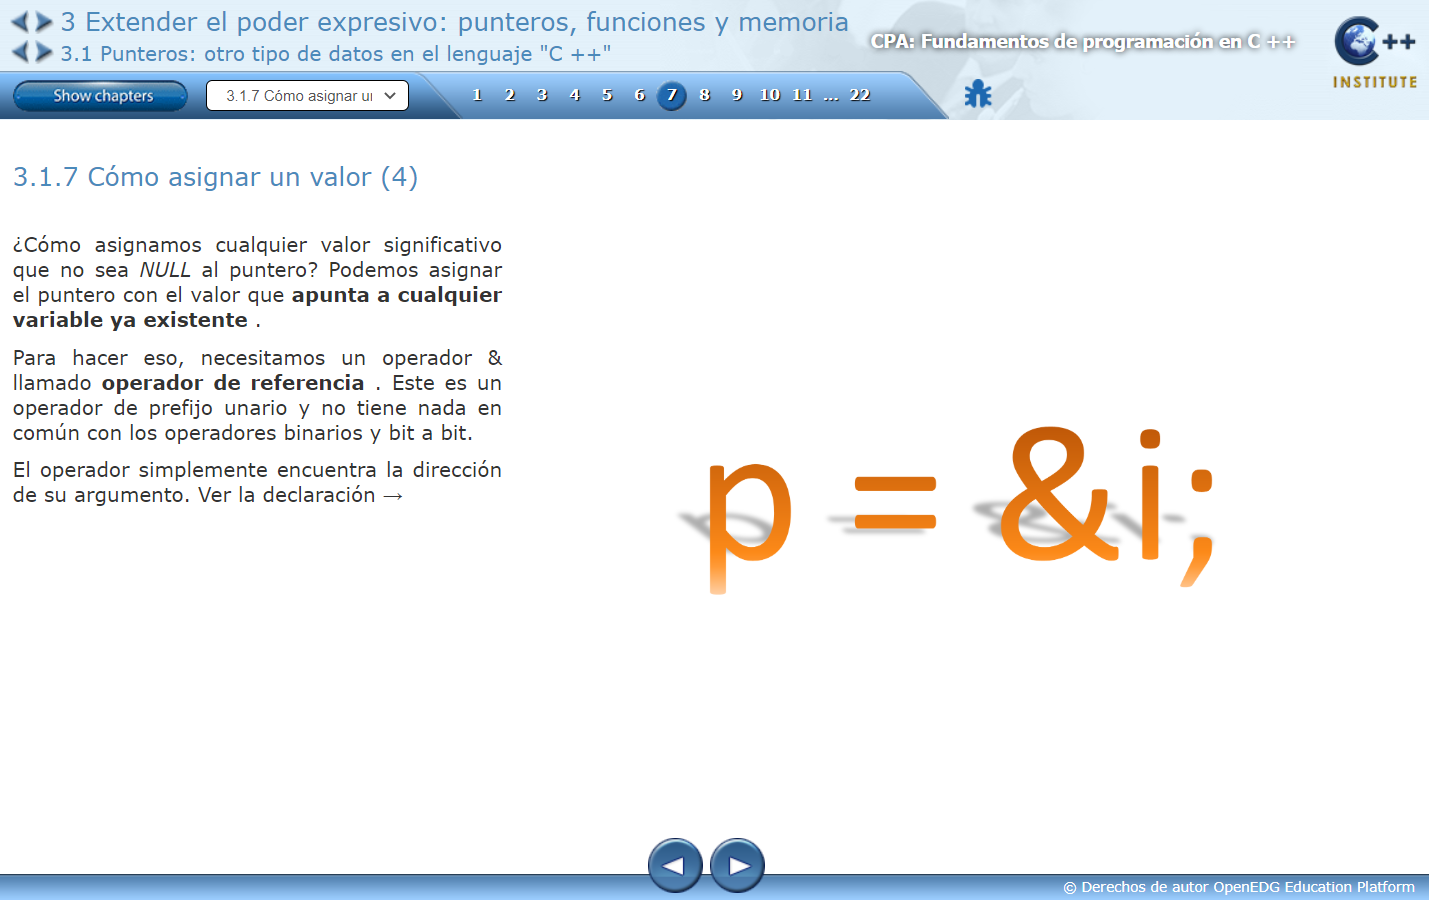 3 Extender el poder expresivo: punteros, funciones y memoria
3.1 Punteros: otro tipo de datos en el lenguaje "C ++"
CPA: Fundamentos de programación en C ++
C++
INSTITUTE
Show chapters
3.1.7 Cómo asignar ur
1 2 3 4 5 6 7 8 9 10 11 ... 22
3.1.7 Cómo asignar un valor (4)
¿Cómo asignamos cualquier valor significativo
que no sea NULL al puntero? Podemos asignar
el puntero con el valor que apunta a cualquier
variable ya existente .
Para hacer eso, necesitamos un operador &
llamado operador de referencia . Este es un
operador de prefijo unario y no tiene nada en
común con los operadores binarios y bit a bit.
El operador simplemente encuentra la dirección
de su argumento. Ver la declaración →
p = &i;
© Derechos de autor OpenEDG Education Platform